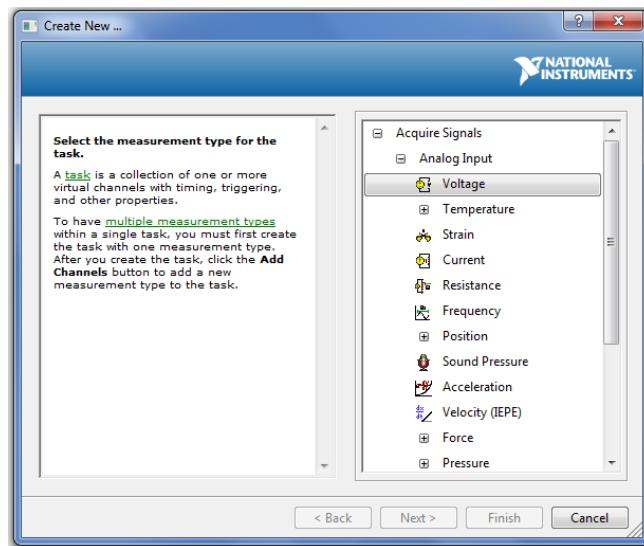 Create New ...
?
X
NATIONAL
INSTRUMENTS
Select the measurement type for the
task.
A task is a collection of one or more
virtual channels with timing, triggering,
and other properties.
To have multiple measurement types
within a single task, you must first create
the task with one measurement type.
After you create the task, click the Add
Channels button to add a new
measurement type to the task.
Acquire Signals
Analog Input
Voltage
Temperature
Strain
Current
Resistance
Frequency
Position
Sound Pressure
Acceleration
Velocity (IEPE)
Force
Pressure
< Back
Next >
Finish
Cancel